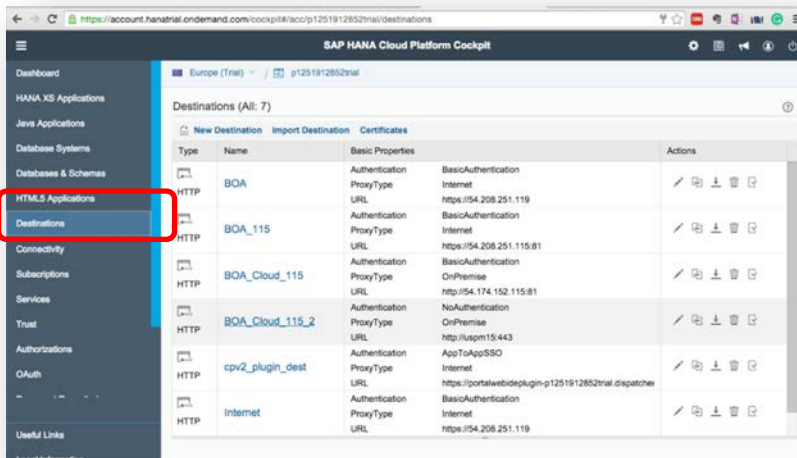 https://account.hanatrial.ondemand.com/cockpit#/acc/p1251912852trial/destinations
SAP HANA Cloud Platform Cockpit
Dashboard
HANA XS Applications
Java Applications
Database Systems
Databases & Schemas
HTML5 Applications
Destinations
Connectivity
Subscriptions
Services
Trust
Authorizations
OAuth
Useful Links
Europe (Trial) / p1251912852trial
Destinations (All: 7)
New Destination Import Destination Certificates
Type Name Basic Properties Actions
HTTP BOA
Authentication BasicAuthentication
ProxyType Internet
URL https://54.208.251.119
HTTP BOA_115
Authentication BasicAuthentication
ProxyType Internet
URL https://54.208.251.115:81
HTTP BOA_Cloud_115
Authentication BasicAuthentication
ProxyType OnPremise
URL http://54.174.152.115:81
HTTP BOA_Cloud_115_2
Authentication NoAuthentication
ProxyType OnPremise
URL http://uspm15:443
HTTP cpv2_plugin_dest
Authentication AppToAppSSO
ProxyType Internet
URL https://portalwebideplugin-p1251912852trial.dispatcher
HTTP Internet
Authentication BasicAuthentication
ProxyType Internet
URL https://54.208.251.119